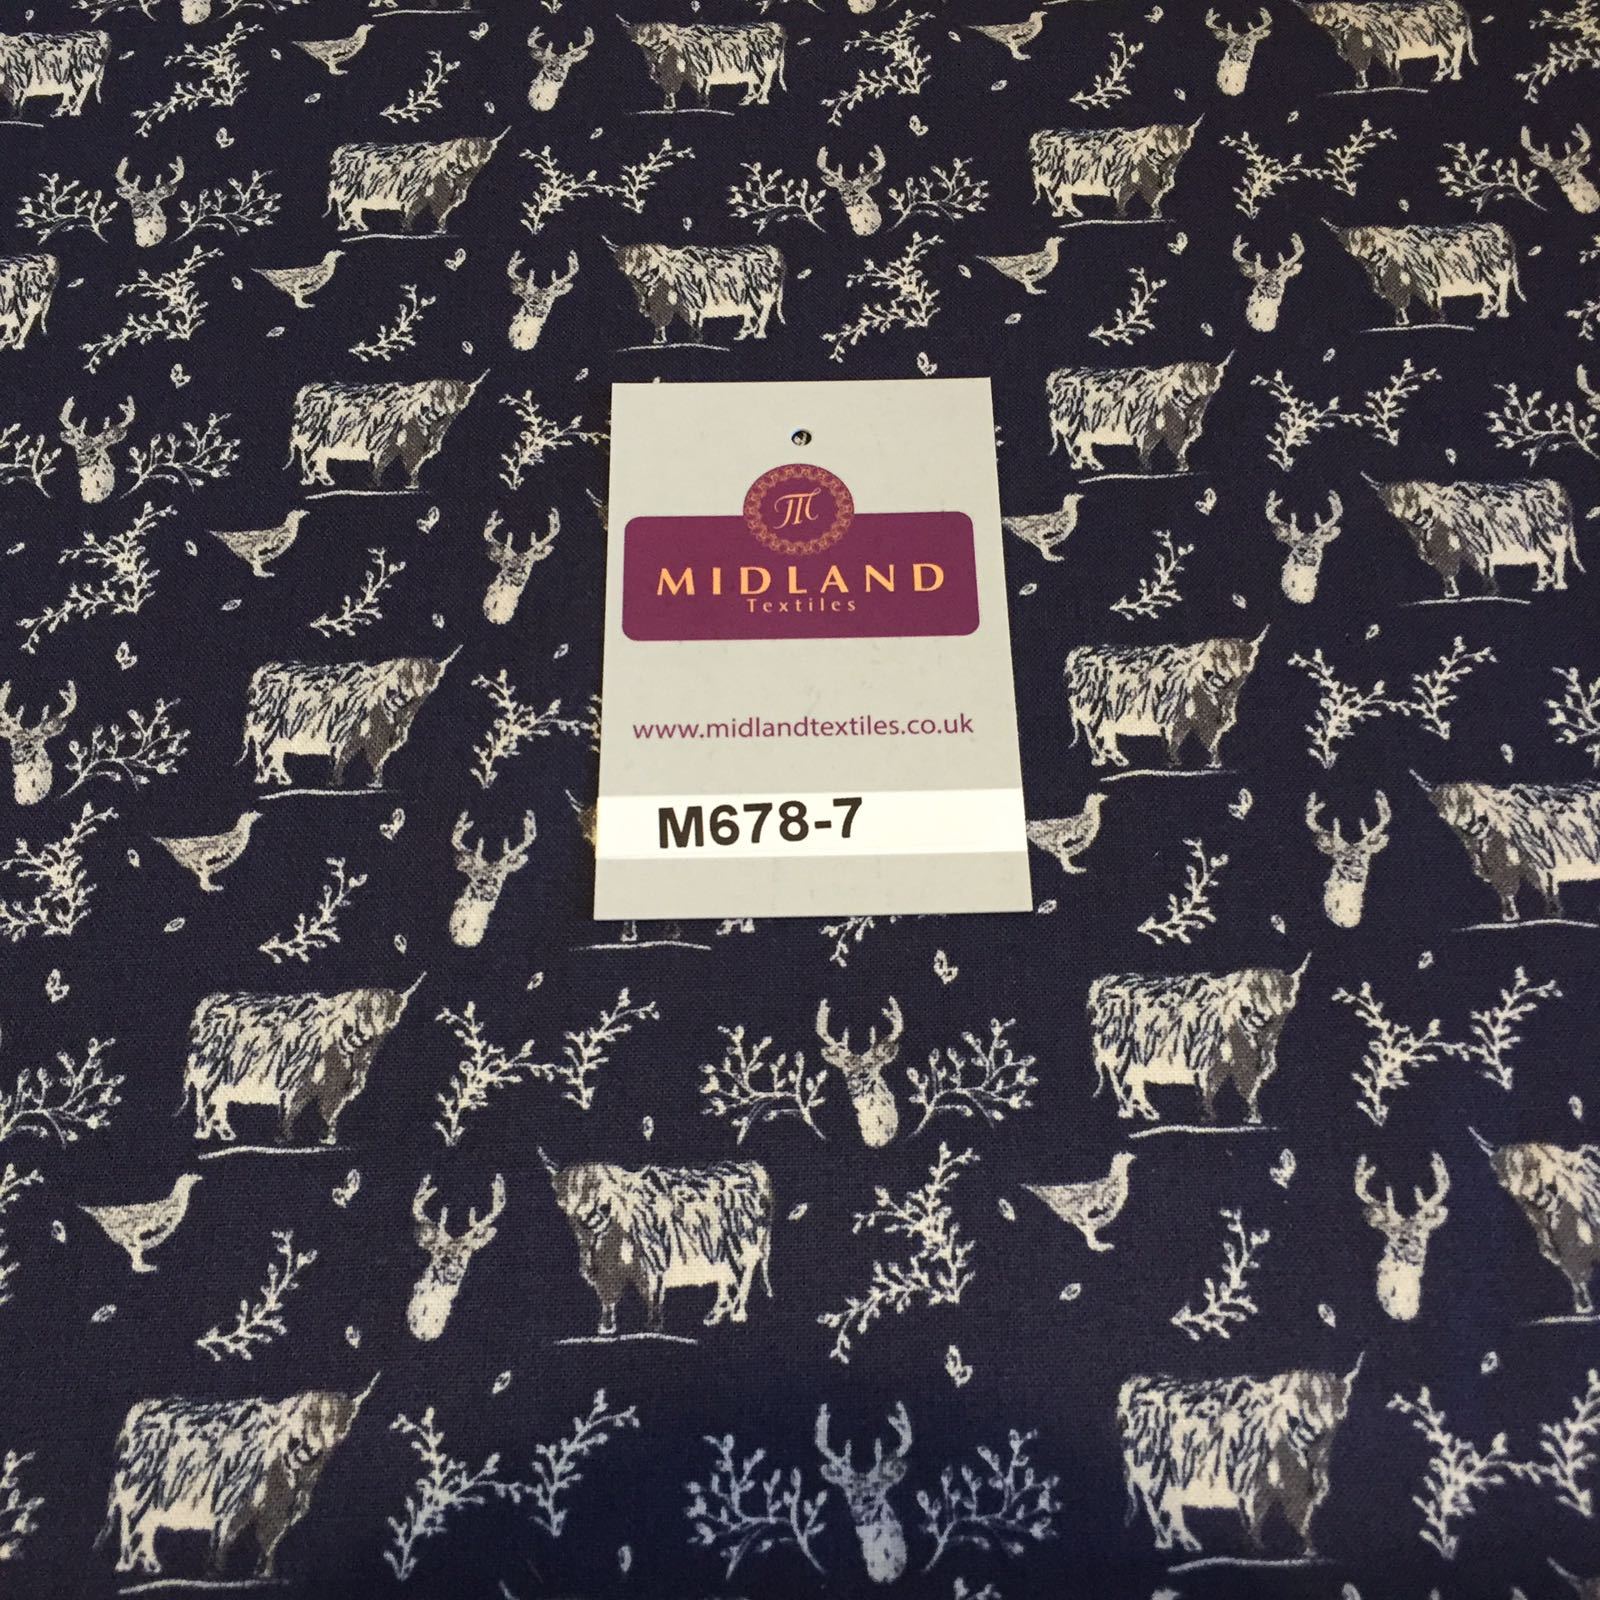 M
MIDLAND
Textiles
www.midlandtextiles.co.uk
M678-7